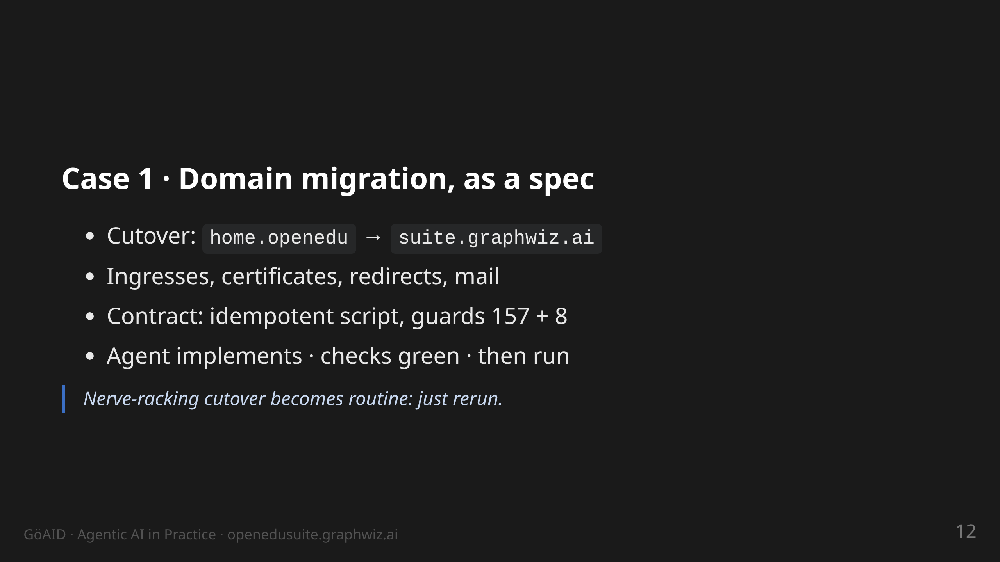 Case 1 · Domain migration, as a spec
• Cutover: home.openedu → suite.graphwiz.ai
• Ingresses, certificates, redirects, mail
• Contract: idempotent script, guards 157 + 8
• Agent implements · checks green · then run
Nerve-racking cutover becomes routine: just rerun.
GöAID · Agentic AI in Practice · openedusuite.graphwiz.ai
12